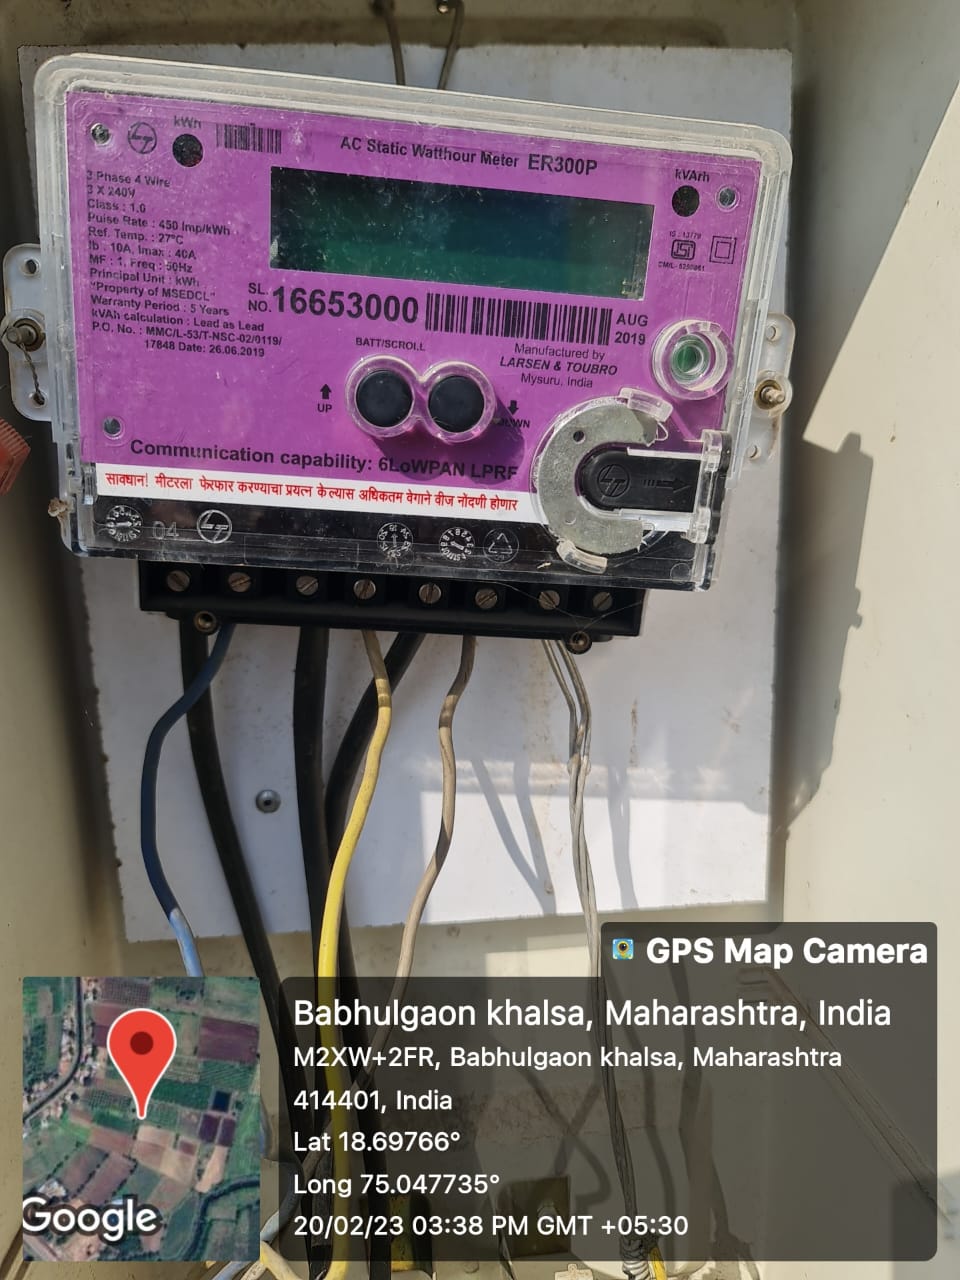 kWh
AC Static Watthour Meter ER300P
kVArh
3 Phase 4 Wire
3 X 240V
Class : 1.0
Pulse Rate : 450 Imp/kWh
Ref. Temp. : 27°C
Ib : 10A, Imax : 40A
MF : 1, Freq : 50Hz
Principal Unit : kWh
"Property of MSEDCL"
Warranty Period : 5 Years
kVAh calculation : Lead as Lead
P.O. No. : MMC/L-53/T-NSC-02/0119/
17848 Date: 26.06.2019
IS : 13779
SL.
NO. 16653000
AUG
2019
BATT/SCROLL
UP
Manufactured by
LARSEN & TOUBRO
Mysuru, India
Communication capability: 6LoWPAN LPRF
सावधान! मीटरला फेरफार करण्याचा प्रयत्न केल्यास अधिकतम वेगाने वीज नोंदणी होणार
04
GPS Map Camera
Babhulgaon khalsa, Maharashtra, India
M2XW+2FR, Babhulgaon khalsa, Maharashtra
414401, India
Lat 18.69766°
Long 75.047735°
20/02/23 03:38 PM GMT +05:30
Google